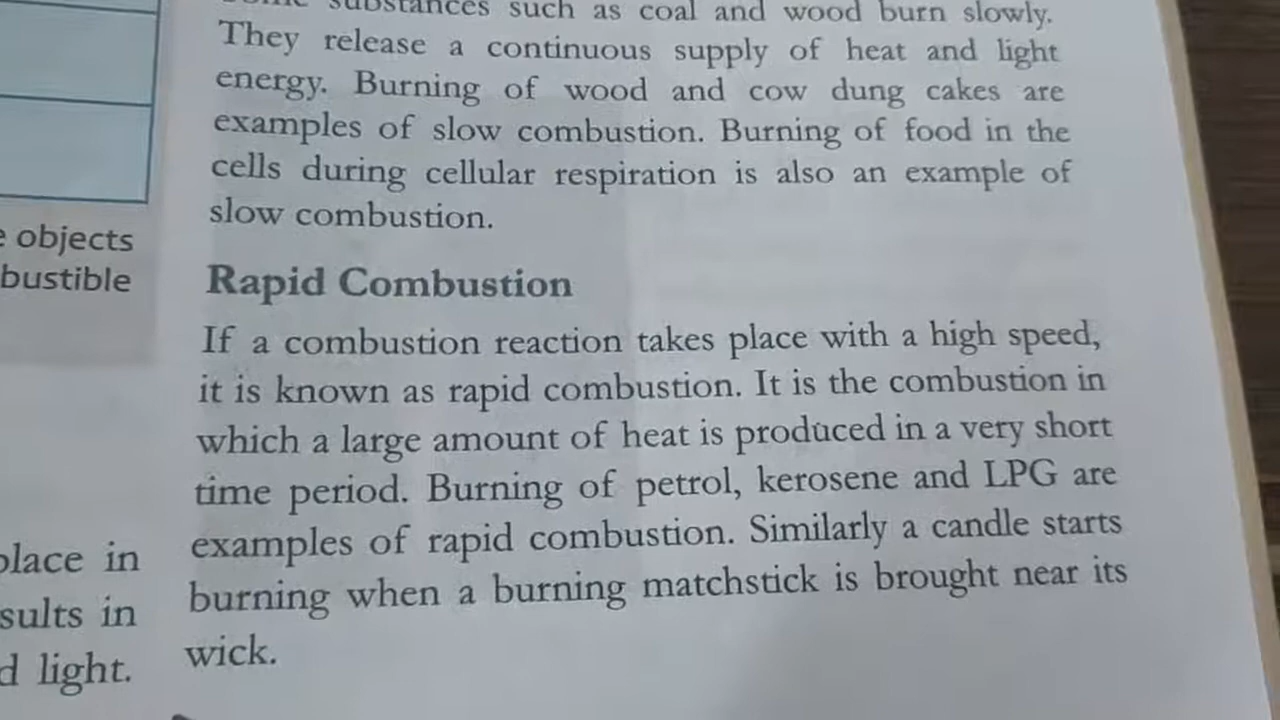 substances such as coal and wood burn slowly.
They release a continuous supply of heat and light
energy. Burning of wood and cow dung cakes are
examples of slow combustion. Burning of food in the
cells during cellular respiration is also an example of
slow combustion.
objects
bustible
Rapid Combustion
If a combustion reaction takes place with a high speed,
it is known as rapid combustion. It is the combustion in
which a large amount of heat is produced in a very short
time period. Burning of petrol, kerosene and LPG are
examples of rapid combustion. Similarly a candle starts
burning when a burning matchstick is brought near its
wick.
place in
sults in
d light.